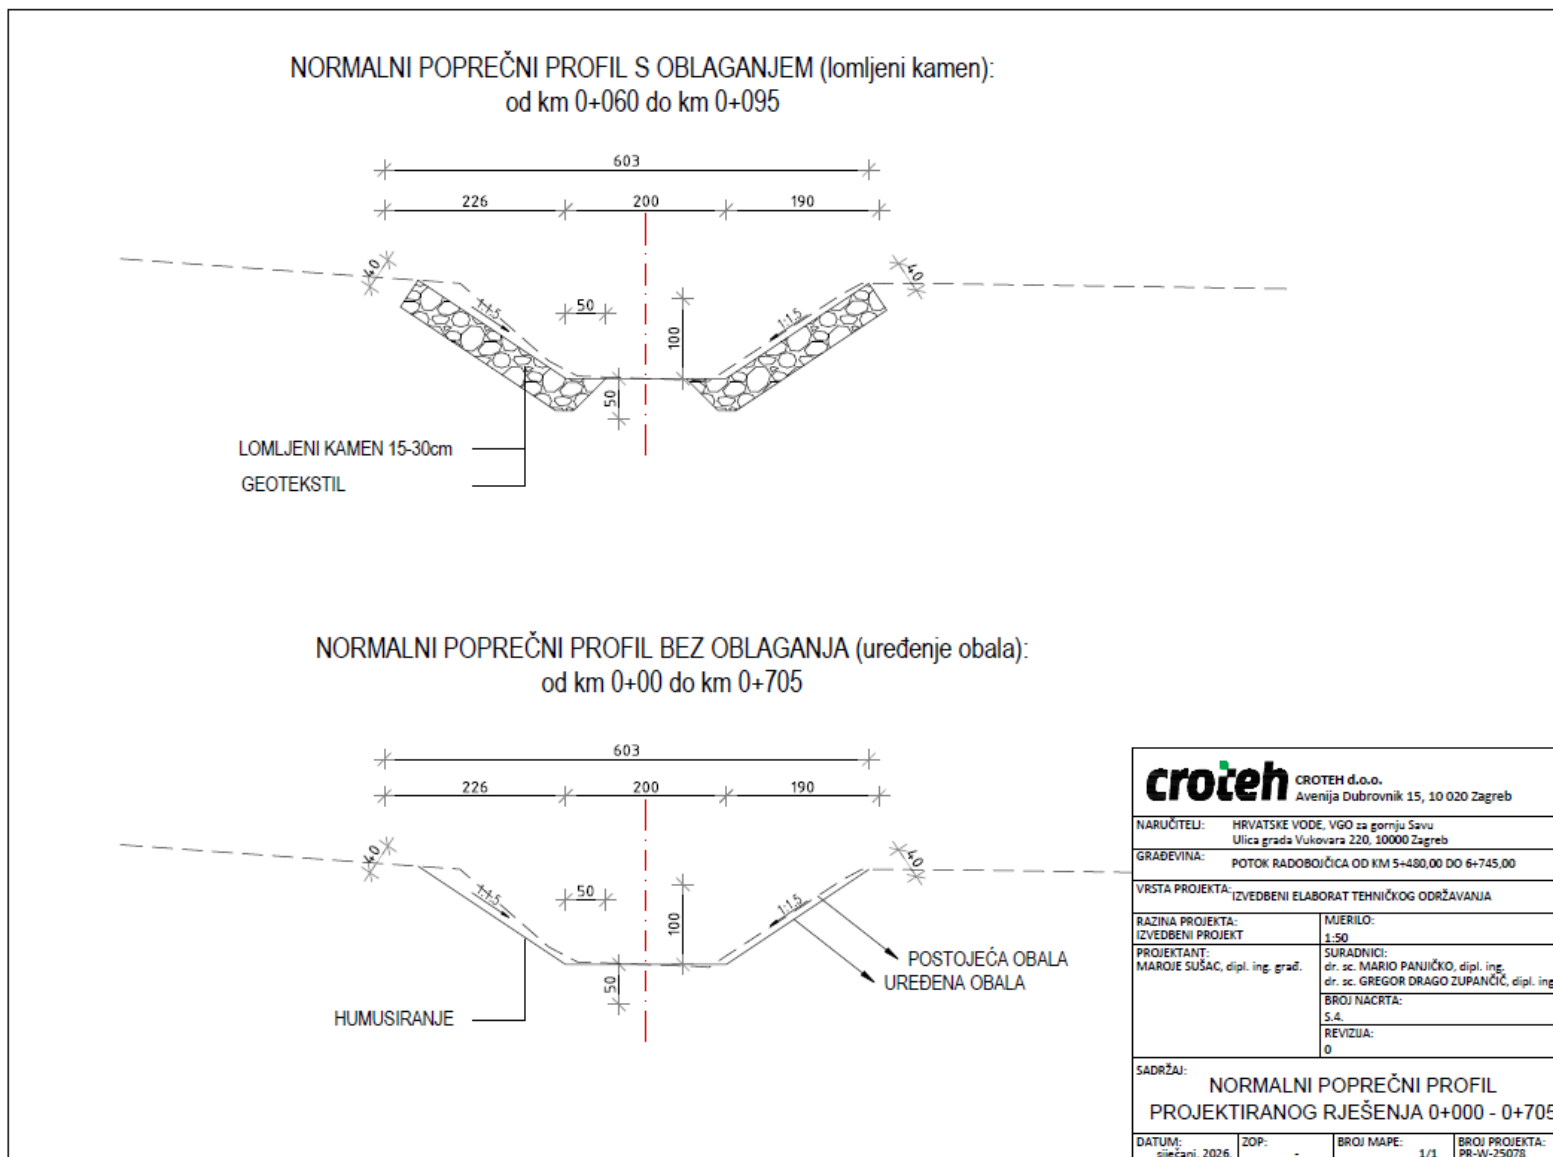 NORMALNI POPREČNI PROFIL S OBLAGANJEM (lomljeni kamen):
od km 0+060 do km 0+095
603
226 200 190
40 40
1:1.5 50 1:1,5
100
50
LOMLJENI KAMEN 15-30cm
GEOTEKSTIL
NORMALNI POPREČNI PROFIL BEZ OBLAGANJA (uređenje obala):
od km 0+00 do km 0+705
603
226 200 190
40 40
1:1.5 50 1:1,5
100
50
POSTOJEĆA OBALA
UREĐENA OBALA
HUMUSIRANJE
croteh CROTEH d.o.o.
Avenija Dubrovnik 15, 10 020 Zagreb
NARUČITELJ: HRVATSKE VODE, VGO za gornju Savu
Ulica grada Vukovara 220, 10000 Zagreb
GRAĐEVINA: POTOK RADOBOJČICA OD KM 5+480,00 DO 6+745,00
VRSTA PROJEKTA: IZVEDBENI ELABORAT TEHNIČKOG ODRŽAVANJA
RAZINA PROJEKTA:
IZVEDBENI PROJEKT
MJERILO:
1:50
PROJEKTANT:
MAROJE SUŠAC, dipl. ing. građ.
SURADNICI:
dr. sc. MARIO PANJIČKO, dipl. ing.
dr. sc. GREGOR DRAGO ZUPANČIČ, dipl. ing
BROJ NACRTA:
5.4.
REVIZIJA:
0
SADRŽAJ:
NORMALNI POPREČNI PROFIL
PROJEKTIRANOG RJEŠENJA 0+000 - 0+705
DATUM: ZOP: BROJ MAPE: BROJ PROJEKTA:
siječanj, 2026. - 1/1 PR-W-25078